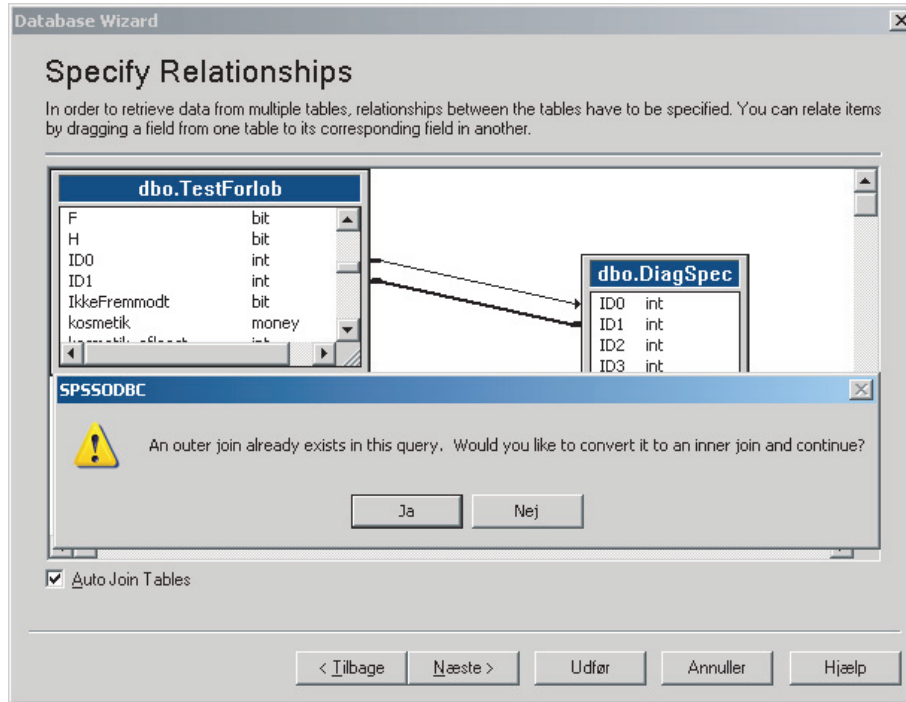 Database Wizard
Specify Relationships
In order to retrieve data from multiple tables, relationships between the tables have to be specified. You can relate items
by dragging a field from one table to its corresponding field in another.
dbo.TestForlob
F bit
H bit
ID0 int
ID1 int
IkkeFremmodt bit
kosmetik money
dbo.DiagSpec
ID0 int
ID1 int
ID2 int
ID3 int
SPSSODBC
An outer join already exists in this query. Would you like to convert it to an inner join and continue?
Ja
Nej
Auto Join Tables
< Tilbage
Næste >
Udfør
Annuller
Hjælp